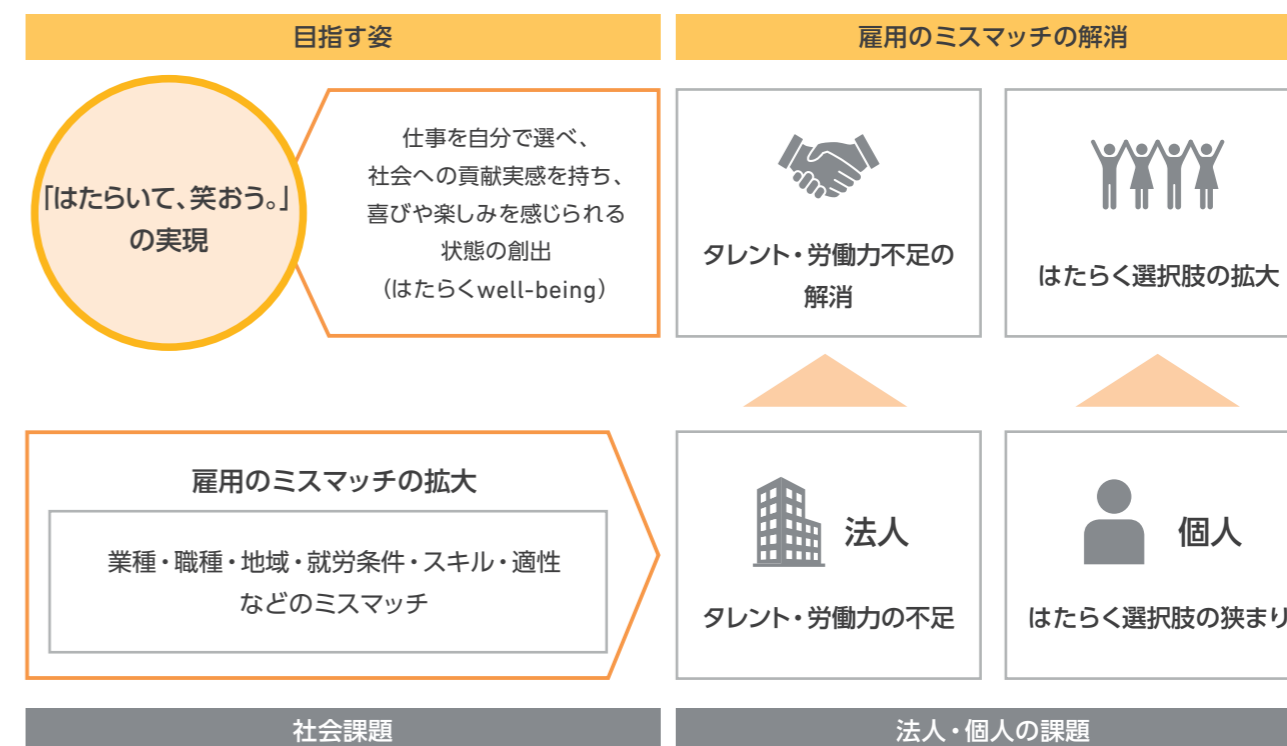 目指す姿
雇用のミスマッチの解消
「はたらいて、笑おう。」
の実現
仕事を自分で選べ、
社会への貢献実感を持ち、
喜びや楽しみを感じられる
状態の創出
（はたらくwell-being）
タレント・労働力不足の
解消
はたらく選択肢の拡大
雇用のミスマッチの拡大
業種・職種・地域・就労条件・スキル・適性
などのミスマッチ
法人
タレント・労働力の不足
個人
はたらく選択肢の狭まり
社会課題
法人・個人の課題